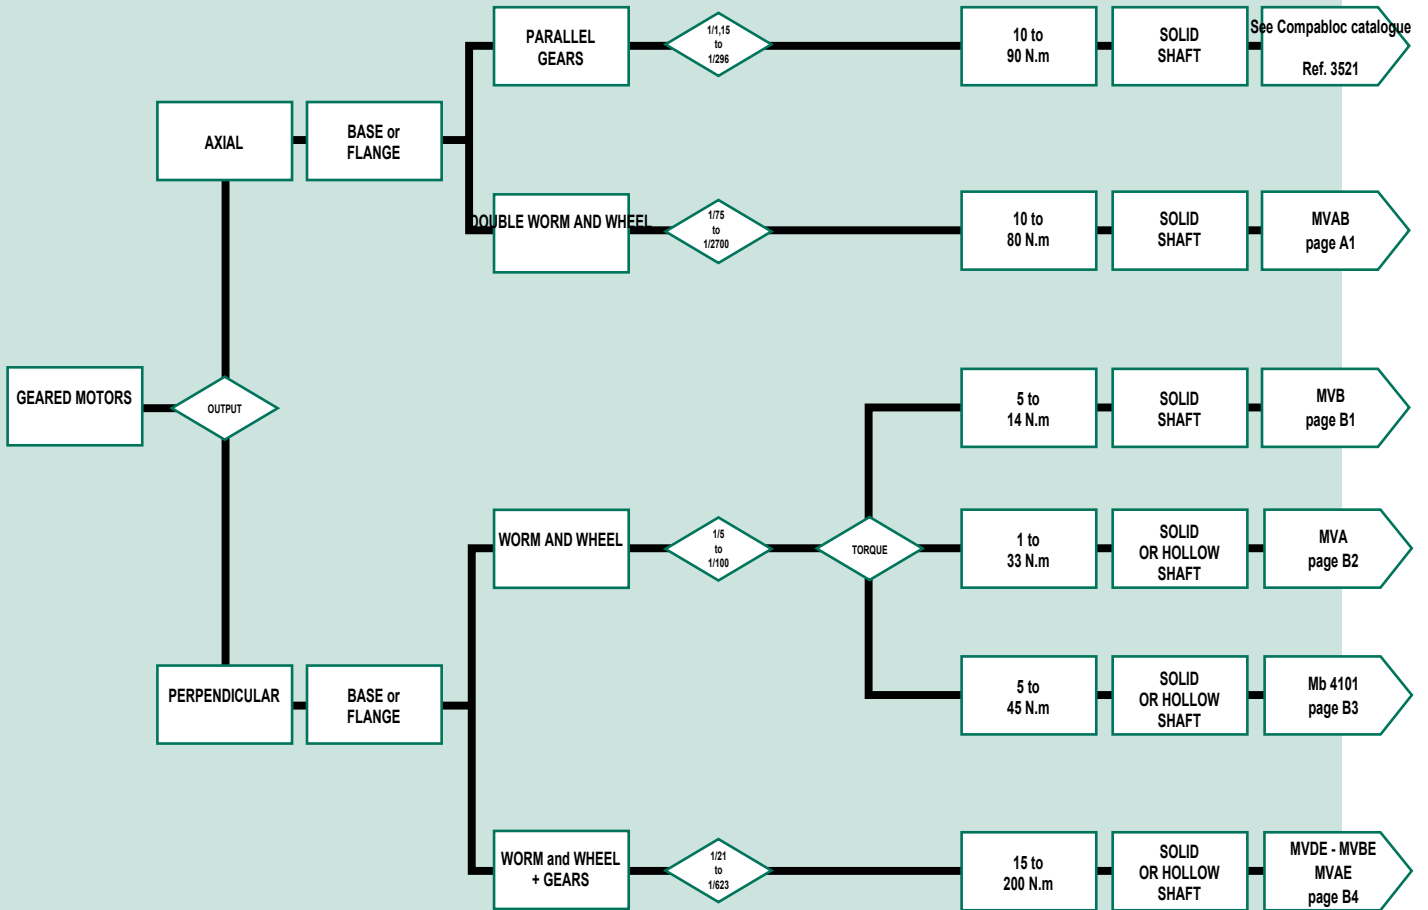 PARALLEL
GEARS
1/1,15
to
1/296
10 to
90 N.m
SOLID
SHAFT
See Compabloc catalogue
Ref. 3521
AXIAL
BASE or
FLANGE
DOUBLE WORM AND WHEEL
1/75
to
1/2700
10 to
80 N.m
SOLID
SHAFT
MVAB
page A1
GEARED MOTORS
OUTPUT
5 to
14 N.m
SOLID
SHAFT
MVB
page B1
WORM AND WHEEL
1/5
to
1/100
TORQUE
1 to
33 N.m
SOLID
OR HOLLOW
SHAFT
MVA
page B2
PERPENDICULAR
BASE or
FLANGE
5 to
45 N.m
SOLID
OR HOLLOW
SHAFT
Mb 4101
page B3
WORM and WHEEL
+ GEARS
1/21
to
1/623
15 to
200 N.m
SOLID
OR HOLLOW
SHAFT
MVDE - MVBE
MVAE
page B4